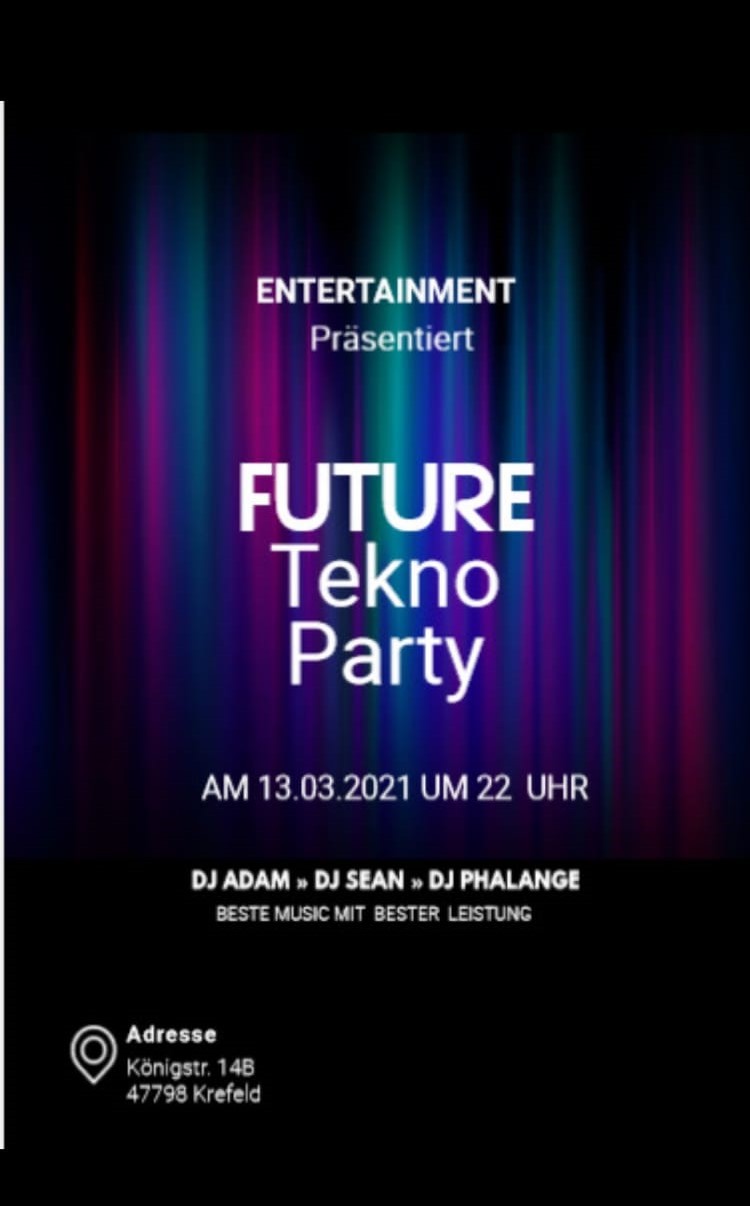 ENTERTAINMENT
Präsentiert
FUTURE
Tekno
Party
AM 13.03.2021 UM 22 UHR
DJ ADAM » DJ SEAN » DJ PHALANGE
BESTE MUSIC MIT BESTER LEISTUNG
Adresse
Königstr. 14B
47798 Krefeld